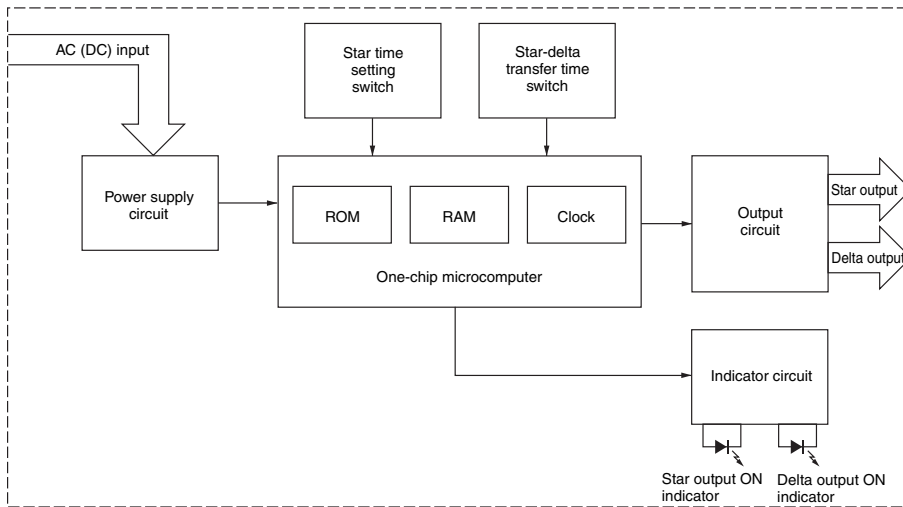 AC (DC) input
Star time
setting
switch
Star-delta
transfer time
switch
Power supply
circuit
ROM
RAM
Clock
One-chip microcomputer
Output
circuit
Star output
Delta output
Indicator circuit
Star output ON
indicator
Delta output ON
indicator